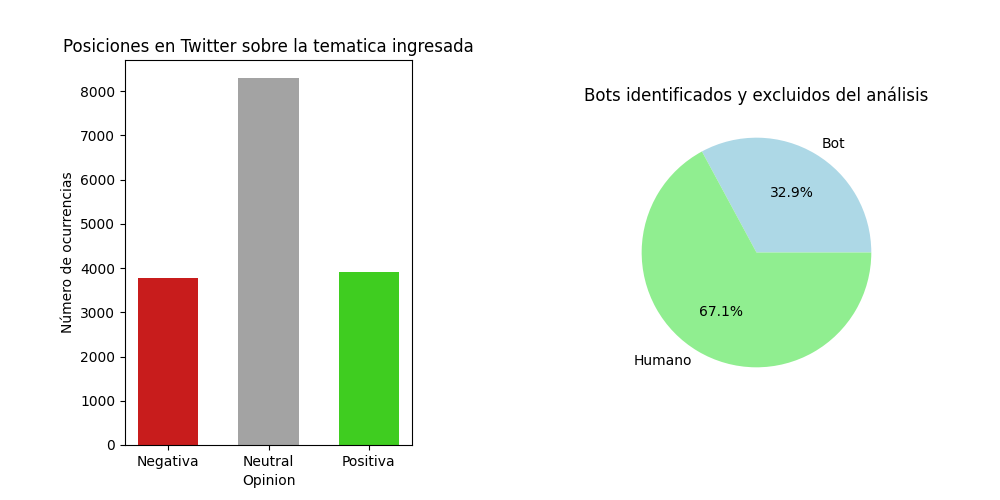 Posiciones en Twitter sobre la tematica ingresada
Número de ocurrencias
8000
7000
6000
5000
4000
3000
2000
1000
0
Negativa
Neutral
Positiva
Opinion
Bots identificados y excluidos del análisis
Bot
32.9%
67.1%
Humano